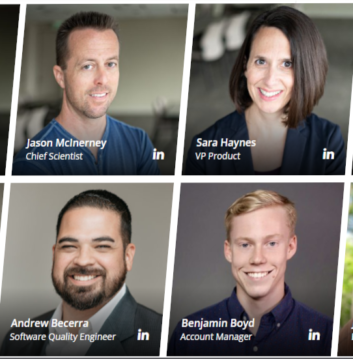 Jason McInerney
Chief Scientist
in
Sara Haynes
VP Product
in
Andrew Becerra
Software Quality Engineer
in
Benjamin Boyd
Account Manager
in